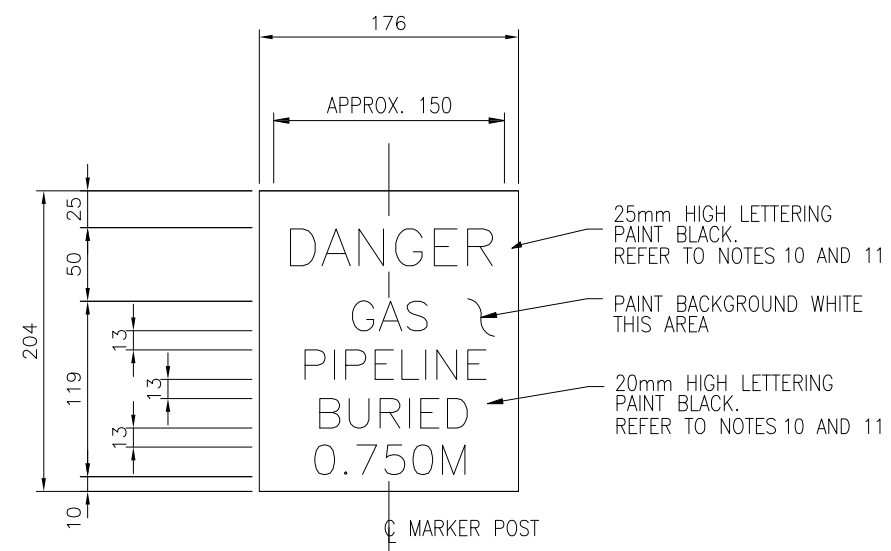 176
APPROX. 150
25
50
204
13
119
13
13
10
DANGER
GAS
PIPELINE
BURIED
0.750M
25mm HIGH LETTERING
PAINT BLACK.
REFER TO NOTES 10 AND 11
PAINT BACKGROUND WHITE
THIS AREA
20mm HIGH LETTERING
PAINT BLACK.
REFER TO NOTES 10 AND 11
℄ MARKER POST